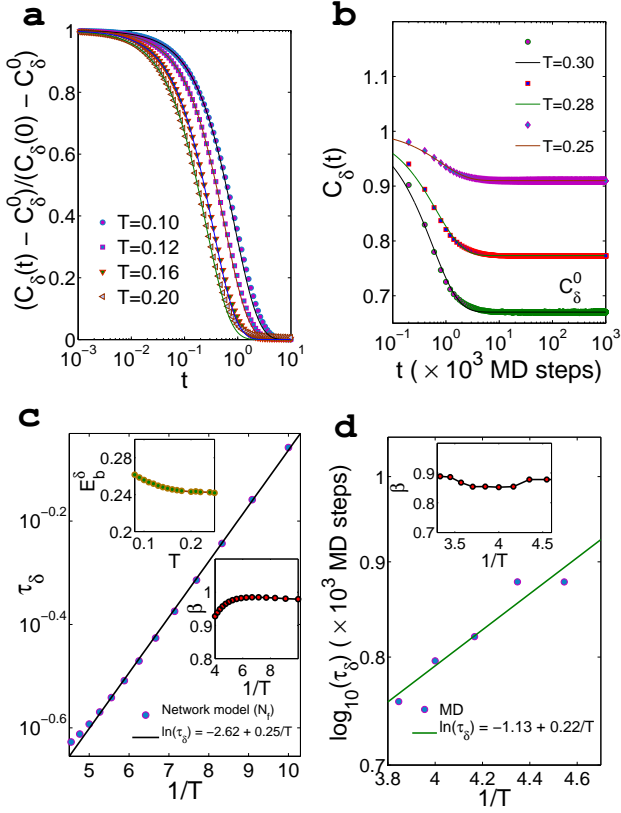 a
(C_δ(t) − C_δ^0)/(C_δ(0) − C_δ^0)
1
0.8
0.6
0.4
0.2
0
T=0.10
T=0.12
T=0.16
T=0.20
10^−3 10^−2 10^−1 10^0 10^1
t
b
C_δ(t)
1.1
1
0.9
0.8
0.7
T=0.30
T=0.28
T=0.25
C_δ^0
10^−1 10^0 10^1 10^2 10^3
t ( × 10^3 MD steps)
c
τ_δ
10^−0.2
10^−0.4
10^−0.6
E_b^δ
0.28
0.24
0.2
0.1 0.2
T
β
1
0.9
0.8
4 6 8
1/T
Network model (N_f)
ln(τ_δ) = −2.62 + 0.25/T
5 6 7 8 9 10
1/T
d
log_10(τ_δ) ( × 10^3 MD steps)
1
0.9
0.8
0.7
β
1
0.9
0.8
0.7
3.5 4 4.5
1/T
MD
ln(τ_δ) = −1.13 + 0.22/T
3.8 4 4.2 4.4 4.6
1/T